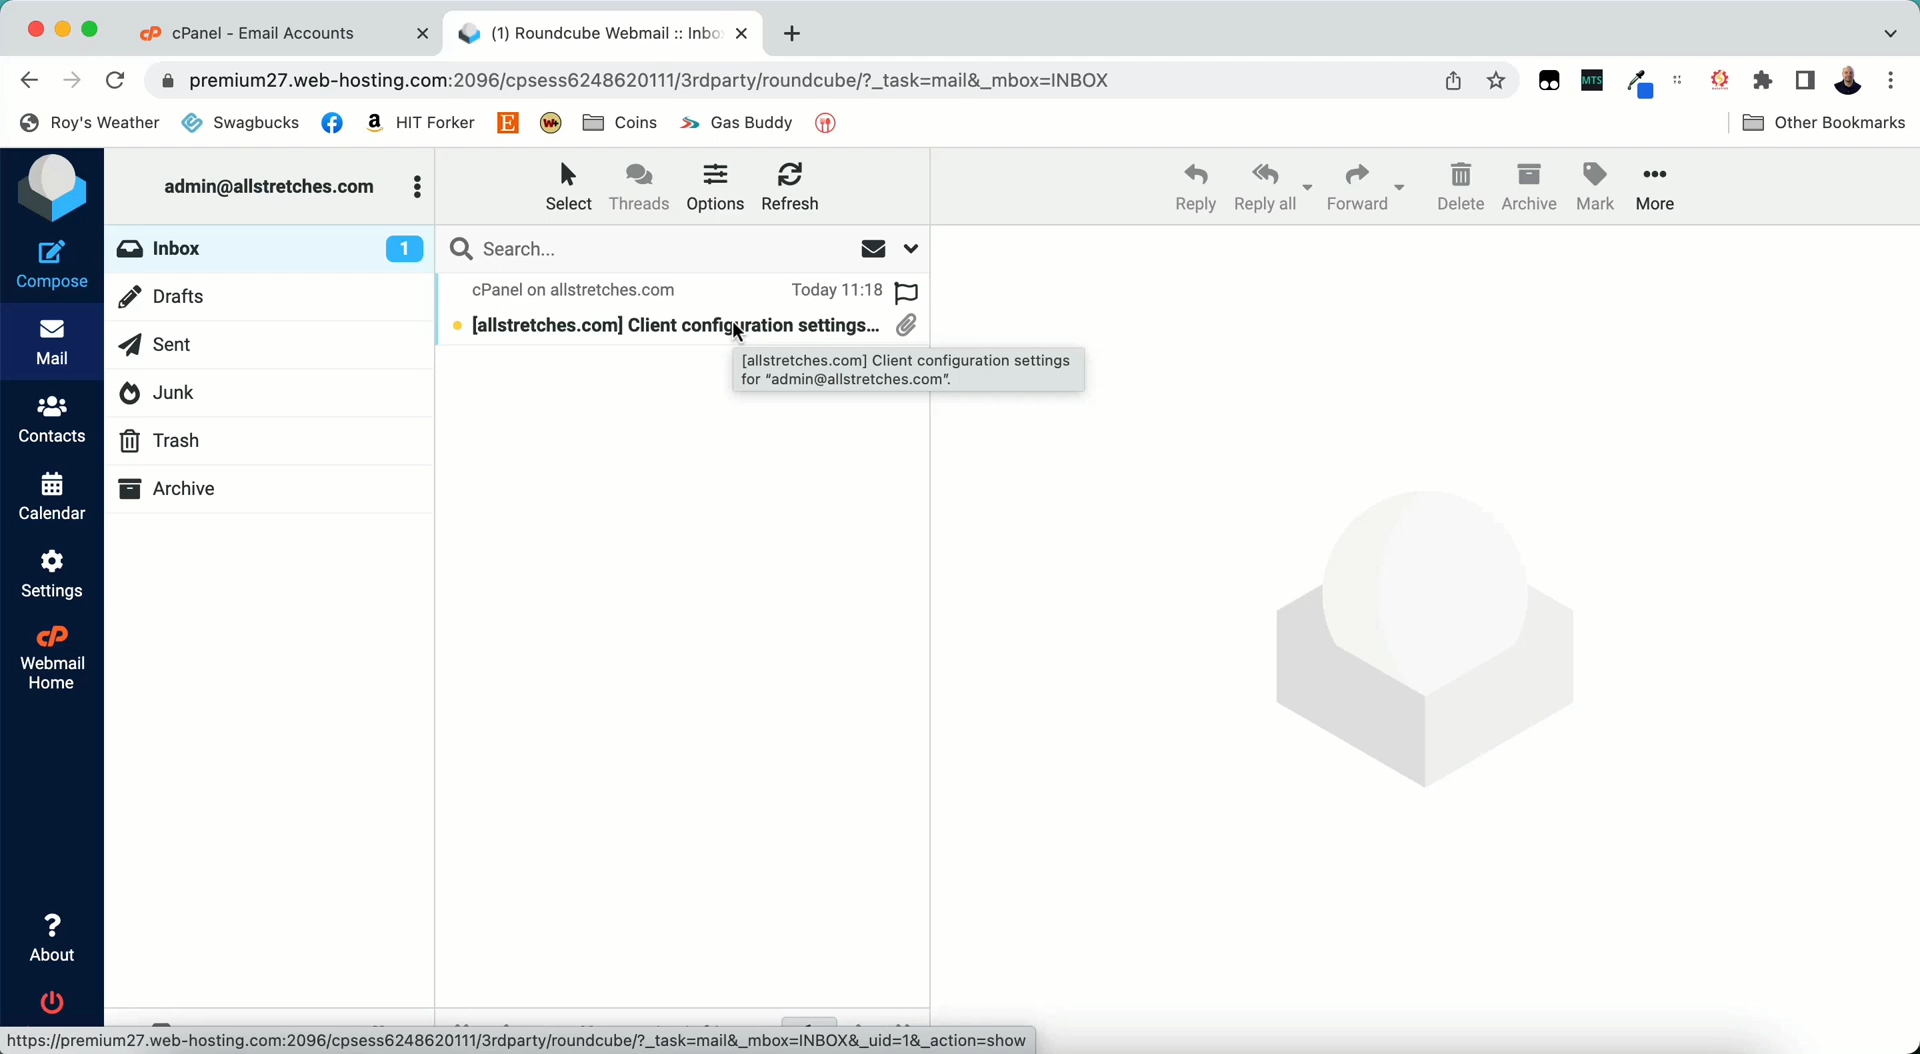 cPanel - Email Accounts
(1) Roundcube Webmail :: Inbo
premium27.web-hosting.com:2096/cpsess6248620111/3rdparty/roundcube/?_task=mail&_mbox=INBOX
MTS
Roy's Weather
Swagbucks
HIT Forker
E
W+
Coins
Gas Buddy
Other Bookmarks
admin@allstretches.com
Select
Threads
Options
Refresh
Reply
Reply all
Forward
Delete
Archive
Mark
More
Compose
Mail
Contacts
Calendar
Settings
cP
Webmail
Home
About
Inbox
1
Drafts
Sent
Junk
Trash
Archive
Search...
cPanel on allstretches.com
Today 11:18
[allstretches.com] Client configuration settings...
[allstretches.com] Client configuration settings
for “admin@allstretches.com”.
https://premium27.web-hosting.com:2096/cpsess6248620111/3rdparty/roundcube/?_task=mail&_mbox=INBOX&_uid=1&_action=show